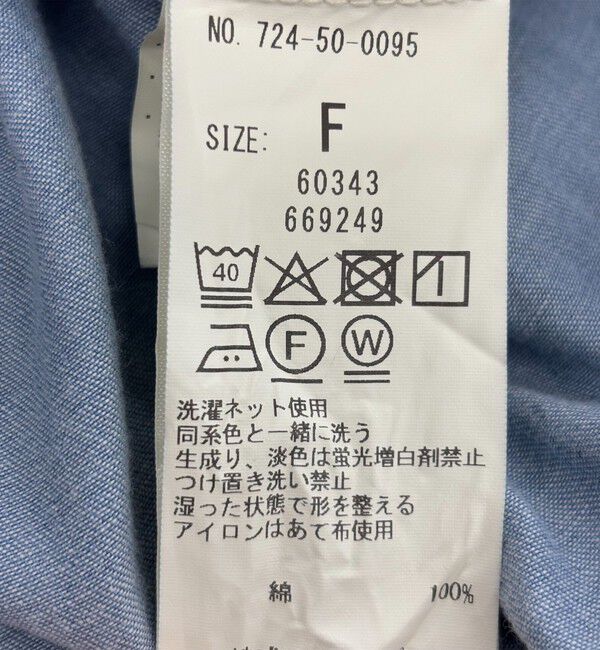 NO. 724-50-0095
SIZE: F
60343
669249
40
F W
洗濯ネット使用
同系色と一緒に洗う
生成り、淡色は蛍光増白剤禁止
つけ置き洗い禁止
湿った状態で形を整える
アイロンはあて布使用
綿 100%